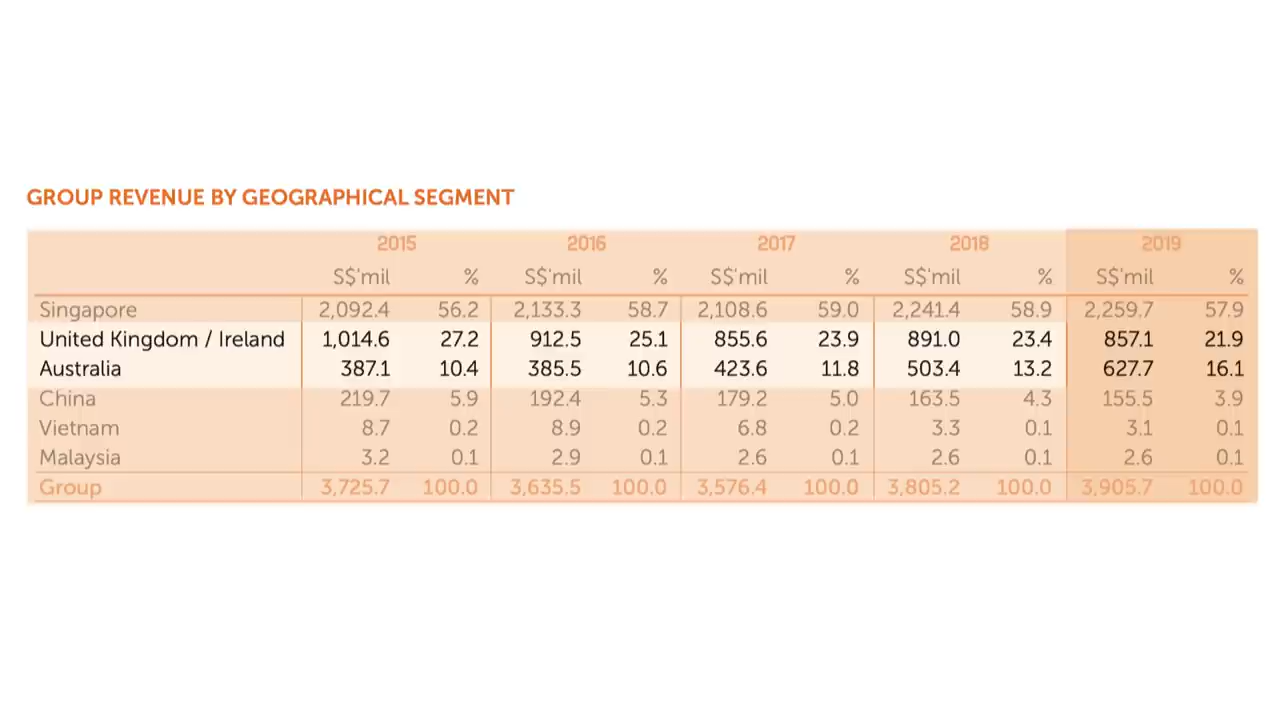 GROUP REVENUE BY GEOGRAPHICAL SEGMENT
2015 2016 2017 2018 2019
S$'mil % S$'mil % S$'mil % S$'mil % S$'mil %
Singapore 2,092.4 56.2 2,133.3 58.7 2,108.6 59.0 2,241.4 58.9 2,259.7 57.9
United Kingdom / Ireland 1,014.6 27.2 912.5 25.1 855.6 23.9 891.0 23.4 857.1 21.9
Australia 387.1 10.4 385.5 10.6 423.6 11.8 503.4 13.2 627.7 16.1
China 219.7 5.9 192.4 5.3 179.2 5.0 163.5 4.3 155.5 3.9
Vietnam 8.7 0.2 8.9 0.2 6.8 0.2 3.3 0.1 3.1 0.1
Malaysia 3.2 0.1 2.9 0.1 2.6 0.1 2.6 0.1 2.6 0.1
Group 3,725.7 100.0 3,635.5 100.0 3,576.4 100.0 3,805.2 100.0 3,905.7 100.0